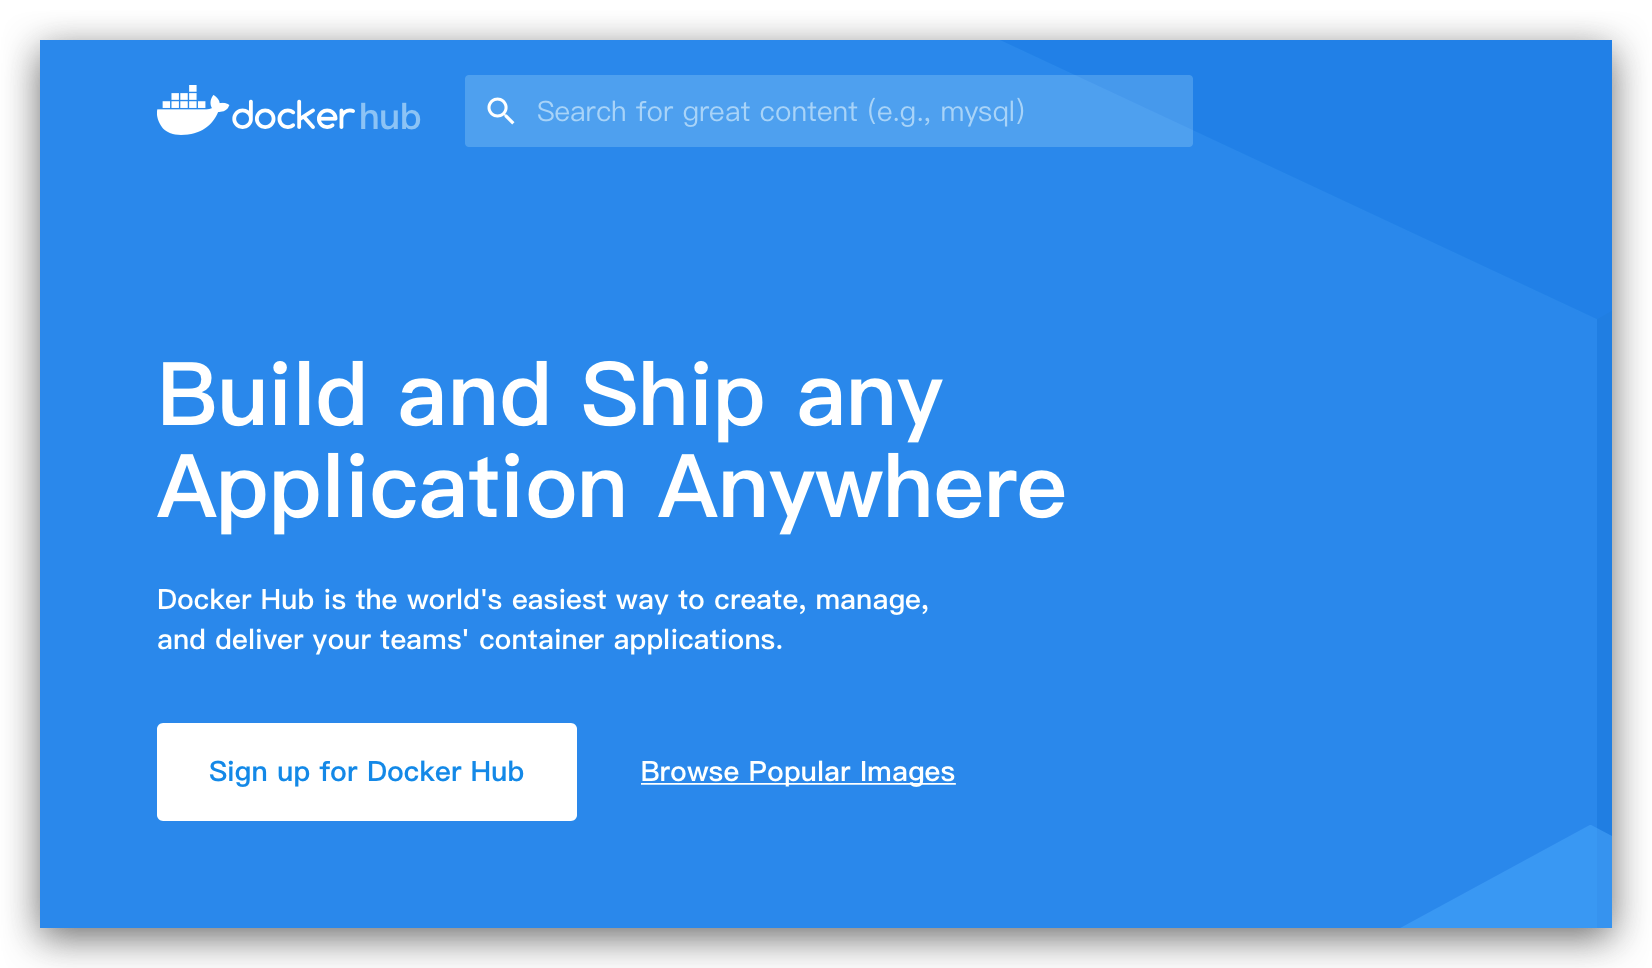 docker hub
Search for great content (e.g., mysql)
Build and Ship any
Application Anywhere
Docker Hub is the world's easiest way to create, manage,
and deliver your teams' container applications.
Sign up for Docker Hub
Browse Popular Images